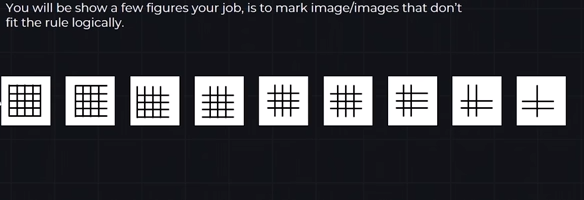 You will be show a few figures your job, is to mark image/images that don't
fit the rule logically.